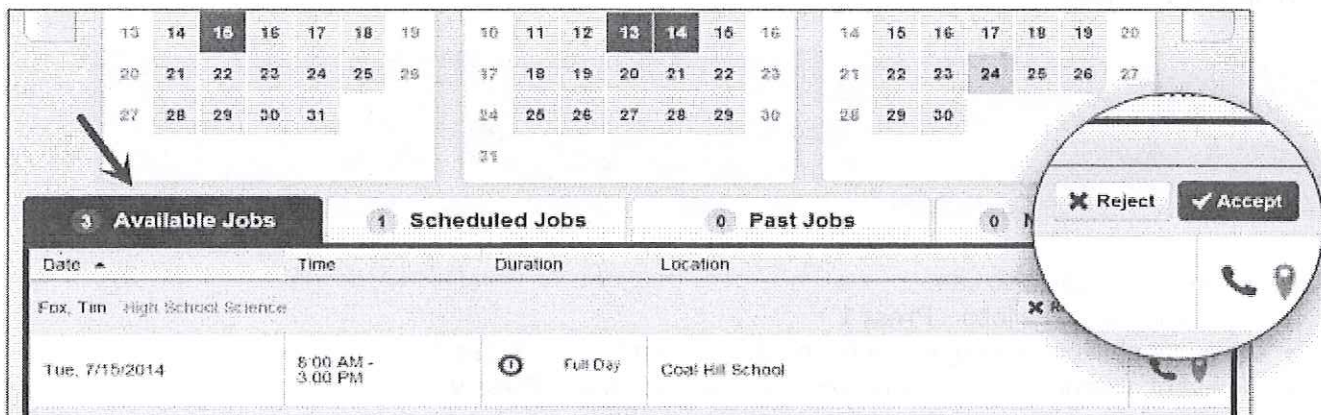 13 14 15 16 17 18 19 10 11 12 13 14 15 16 14 15 16 17 18 19 20
20 21 22 23 24 25 26 17 18 19 20 21 22 23 21 22 23 24 25 26 27
27 28 29 30 31 24 25 26 27 28 29 30 28 29 30
31
Reject Accept
3 Available Jobs 1 Scheduled Jobs 0 Past Jobs 0
Date Time Duration Location
Fox, Tim High School Science
Tue, 7/15/2014 8:00 AM - Full Day Coal Hill School
3:00 PM